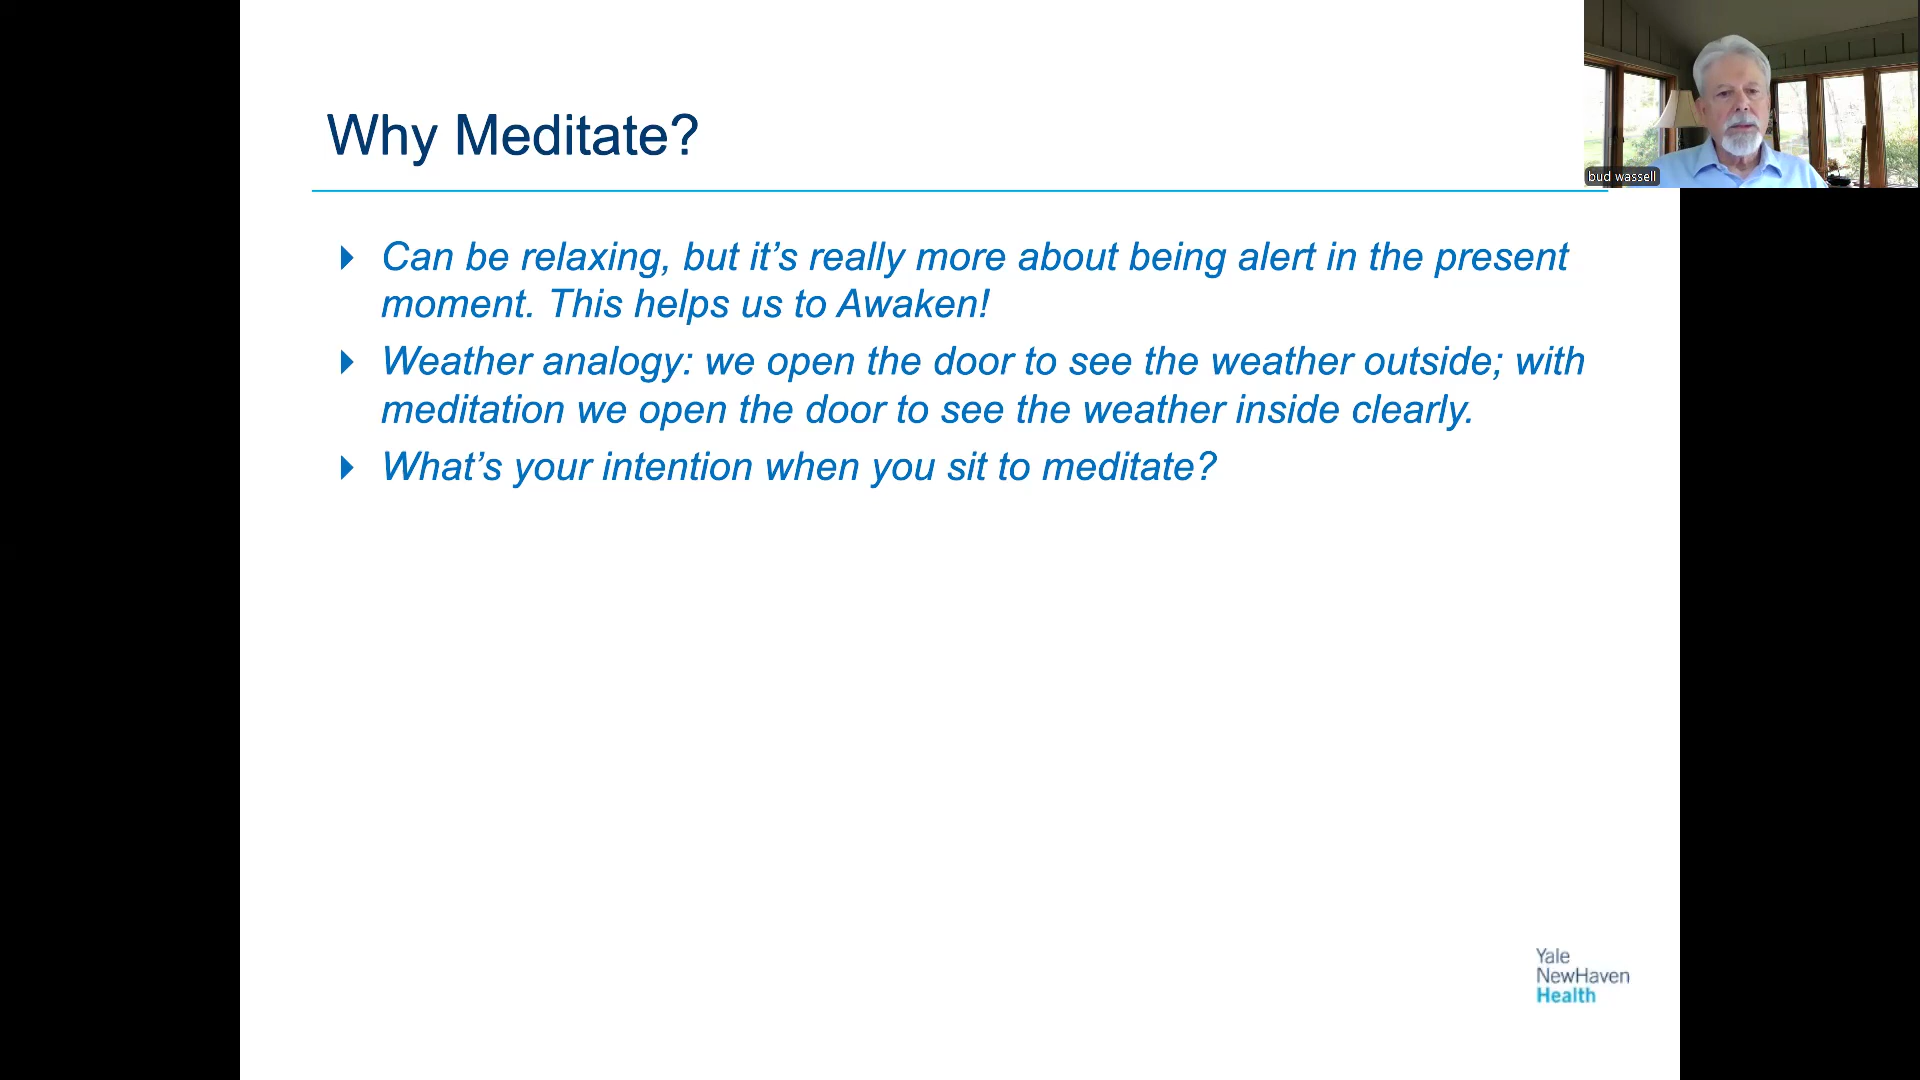 Why Meditate?
Can be relaxing, but it’s really more about being alert in the present
moment. This helps us to Awaken!
Weather analogy: we open the door to see the weather outside; with
meditation we open the door to see the weather inside clearly.
What’s your intention when you sit to meditate?
bud wassell
Yale
NewHaven
Health